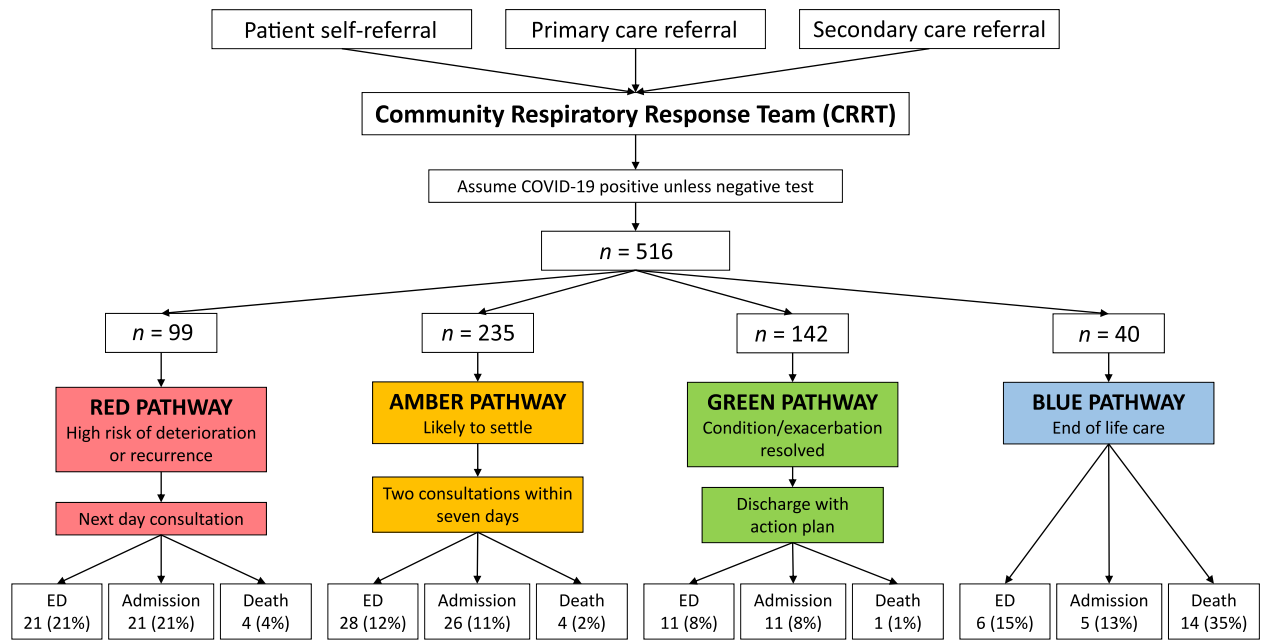 Patient self-referral
Primary care referral
Secondary care referral
Community Respiratory Response Team (CRRT)
Assume COVID-19 positive unless negative test
n = 516
n = 99
n = 235
n = 142
n = 40
RED PATHWAY
High risk of deterioration
or recurrence
AMBER PATHWAY
Likely to settle
GREEN PATHWAY
Condition/exacerbation
resolved
BLUE PATHWAY
End of life care
Next day consultation
Two consultations within
seven days
Discharge with
action plan
ED
21 (21%)
Admission
21 (21%)
Death
4 (4%)
ED
28 (12%)
Admission
26 (11%)
Death
4 (2%)
ED
11 (8%)
Admission
11 (8%)
Death
1 (1%)
ED
6 (15%)
Admission
5 (13%)
Death
14 (35%)